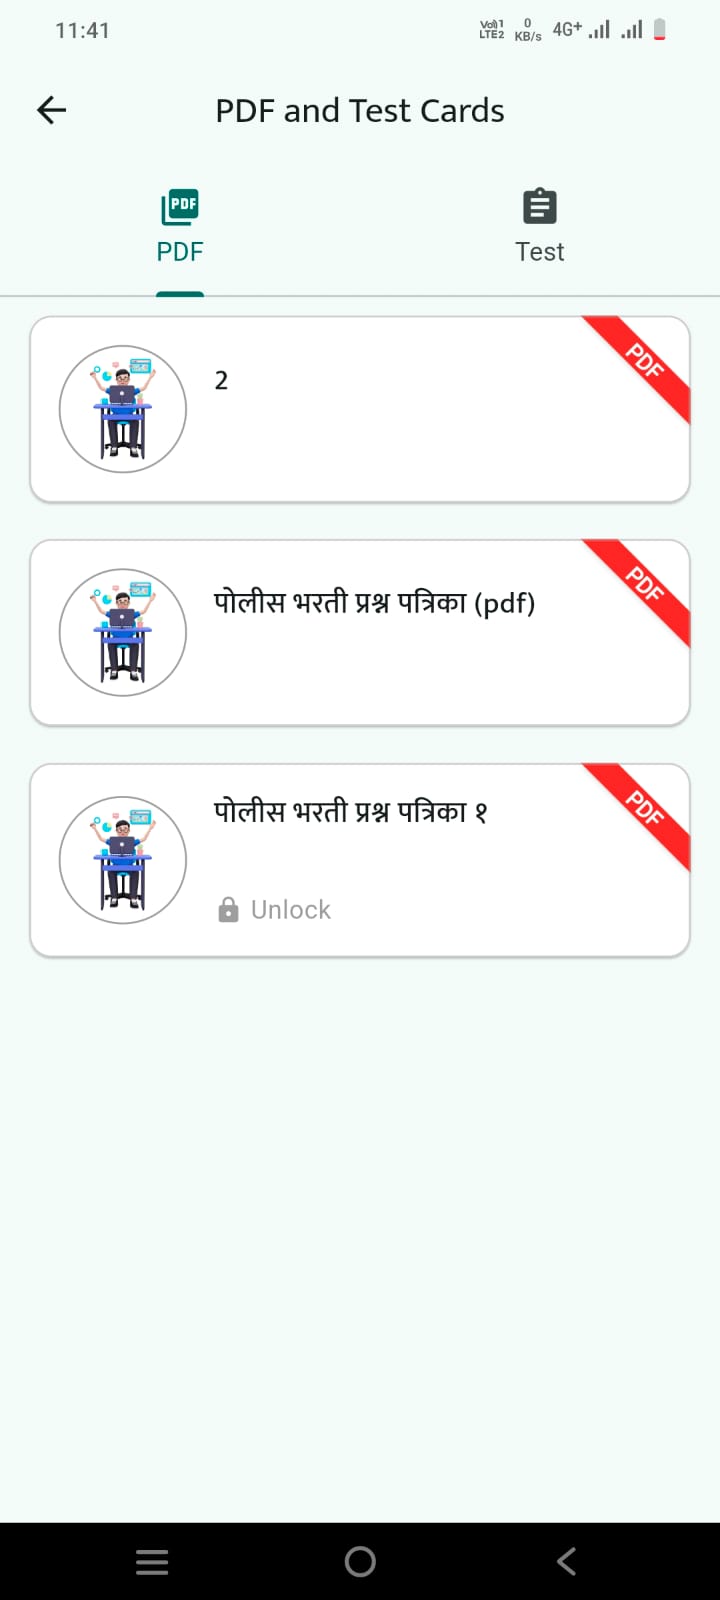 11:41
Vo)) 1
LTE2
0
KB/s
4G+
PDF and Test Cards
PDF
PDF
Test
2
PDF
पोलीस भरती प्रश्न पत्रिका (pdf)
PDF
पोलीस भरती प्रश्न पत्रिका १
PDF
Unlock